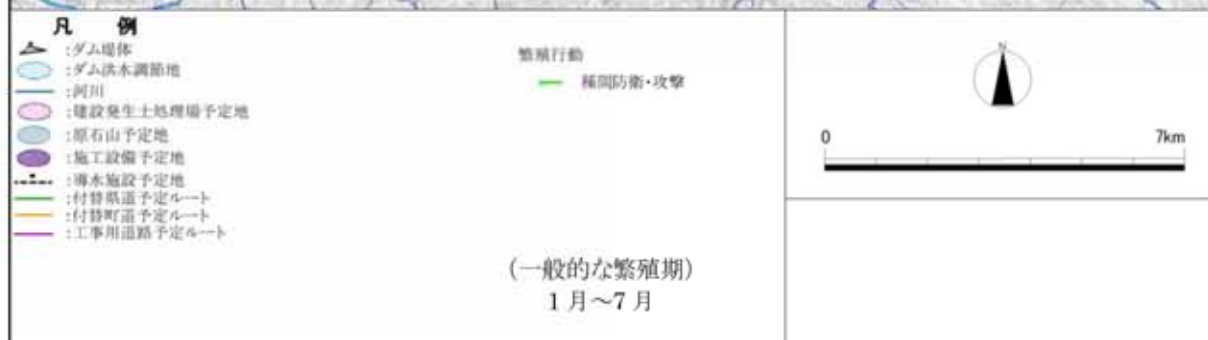 凡 例
:ダム堤体
:ダム洪水調節地
:河川
:建設発生土処理場予定地
:原石山予定地
:施工設備予定地
:導水施設予定地
:付替県道予定ルート
:付替町道予定ルート
:工事用道路予定ルート
繁殖行動
種間防衛・攻撃
(一般的な繁殖期)
1月～7月
N
0 7km